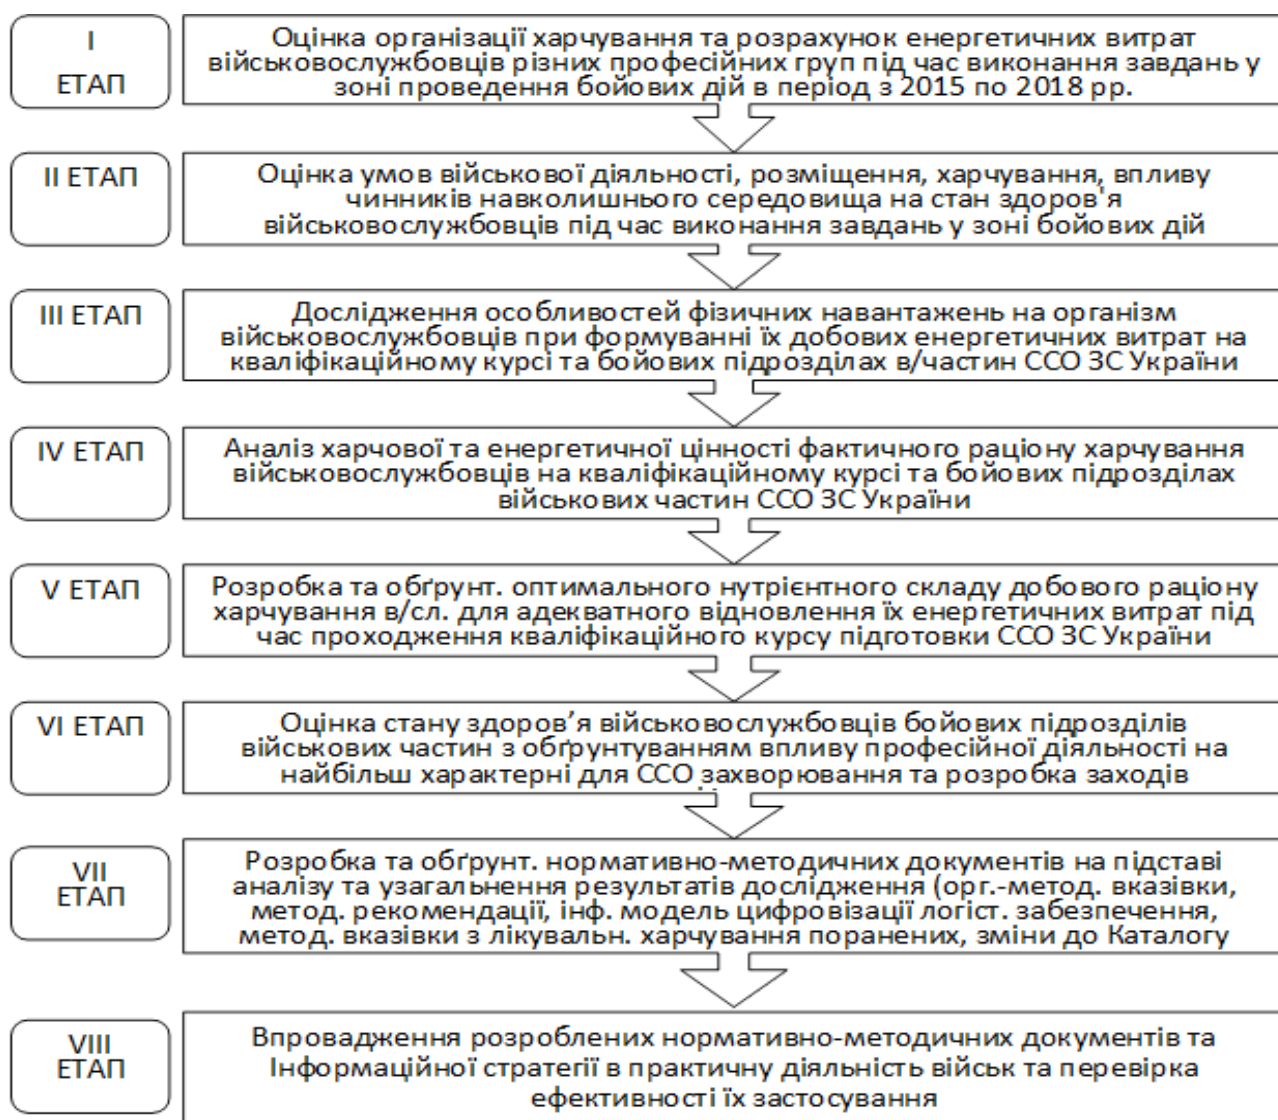 І
ЕТАП
Оцінка організації харчування та розрахунок енергетичних витрат
військовослужбовців різних професійних груп під час виконання завдань у
зоні проведення бойових дій в період з 2015 по 2018 рр.
ІІ ЕТАП
Оцінка умов військової діяльності, розміщення, харчування, впливу
чинників навколишнього середовища на стан здоров'я
військовослужбовців під час виконання завдань у зоні бойових дій
ІІІ ЕТАП
Дослідження особливостей фізичних навантажень на організм
військовослужбовців при формуванні їх добових енергетичних витрат на
кваліфікаційному курсі та бойових підрозділах в/частин ССО ЗС України
IV ЕТАП
Аналіз харчової та енергетичної цінності фактичного раціону харчування
військовослужбовців на кваліфікаційному курсі та бойових підрозділах
військових частин ССО ЗС України
V ЕТАП
Розробка та обґрунт. оптимального нутрієнтного складу добового раціону
харчування в/сл. для адекватного відновлення їх енергетичних витрат під
час проходження кваліфікаційного курсу підготовки ССО ЗС України
VI ЕТАП
Оцінка стану здоров’я військовослужбовців бойових підрозділів
військових частин з обґрунтуванням впливу професійної діяльності на
найбільш характерні для ССО захворювання та розробка заходів
VII
ЕТАП
Розробка та обґрунт. нормативно-методичних документів на підставі
аналізу та узагальнення результатів дослідження (орг.-метод. вказівки,
метод. рекомендації, інф. модель цифровізації логіст. забезпечення,
метод. вказівки з лікувальн. харчування поранених, зміни до Каталогу
VIII
ЕТАП
Впровадження розроблених нормативно-методичних документів та
Інформаційної стратегії в практичну діяльність військ та перевірка
ефективності їх застосування